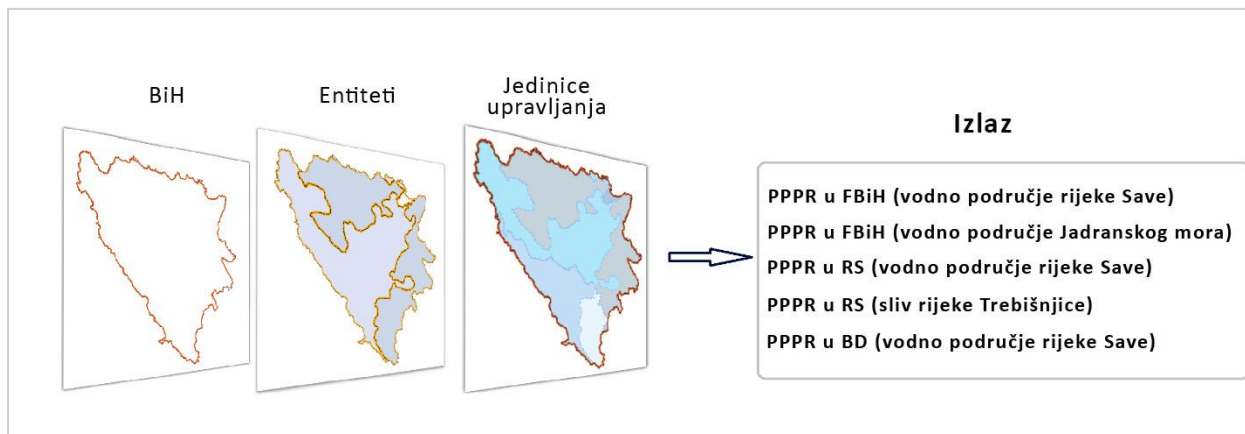 BiH
Entiteti
Jedinice
upravljanja
Izlaz
PPPR u FBiH (vodno područje rijeke Save)
PPPR u FBiH (vodno područje Jadranskog mora)
PPPR u RS (vodno područje rijeke Save)
PPPR u RS (sliv rijeke Trebišnjice)
PPPR u BD (vodno područje rijeke Save)